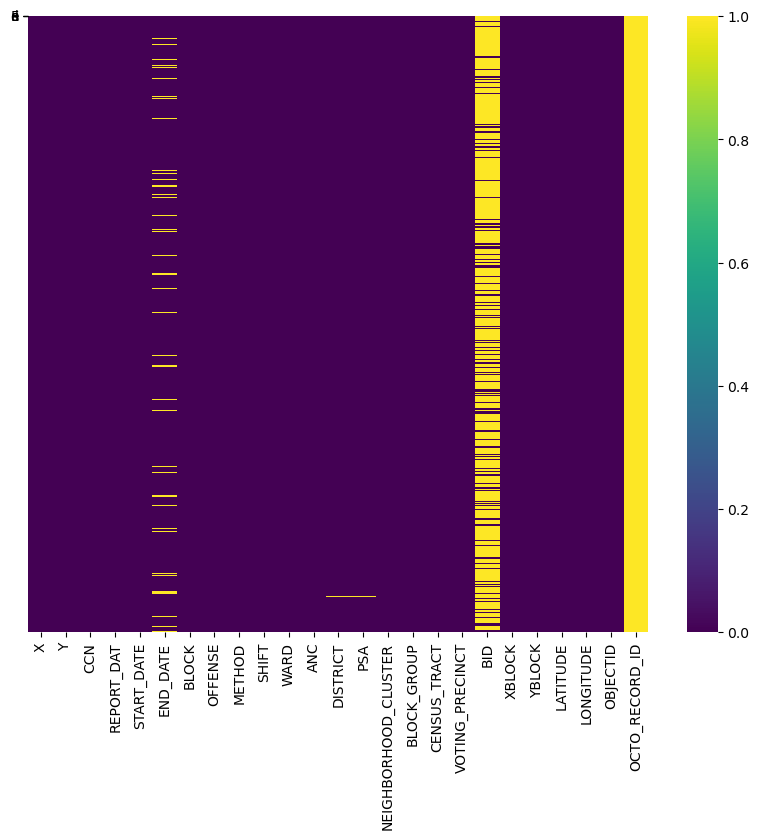 1.0
0.8
0.6
0.4
0.2
0.0
X
Y
CCN
REPORT_DAT
START_DATE
END_DATE
BLOCK
OFFENSE
METHOD
SHIFT
WARD
ANC
DISTRICT
PSA
NEIGHBORHOOD_CLUSTER
BLOCK_GROUP
CENSUS_TRACT
VOTING_PRECINCT
BID
XBLOCK
YBLOCK
LATITUDE
LONGITUDE
OBJECTID
OCTO_RECORD_ID